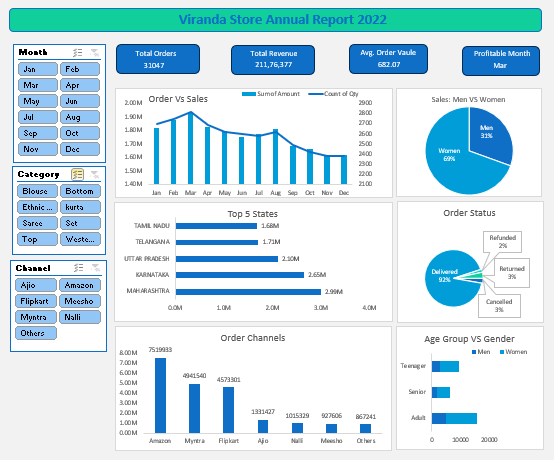 Viranda Store Annual Report 2022
Month
Jan Feb
Mar Apr
May Jun
Jul Aug
Sep Oct
Nov Dec
Category
Blouse Bottom
Ethnic ... kurta
Saree Set
Top Weste...
Channel
Ajio Amazon
Flipkart Meesho
Myntra Nalli
Others
Total Orders
31047
Total Revenue
211,76,377
Avg. Order Vaule
682.07
Profitable Month
Mar
Order Vs Sales
Sum of Amount Count of Qty
2.00M
1.90M
1.80M
1.70M
1.60M
1.50M
1.40M
2900
2800
2700
2600
2500
2400
2300
2200
2100
Jan Feb Mar Apr May Jun Jul Aug Sep Oct Nov Dec
Sales: Men VS Women
Men
31%
Women
69%
Top 5 States
TAMIL NADU 1.68M
TELANGANA 1.71M
UTTAR PRADESH 2.10M
KARNATAKA 2.65M
MAHARASHTRA 2.99M
0.0M 1.0M 2.0M 3.0M 4.0M
Order Status
Refunded
2%
Returned
3%
Cancelled
3%
Delivered
92%
Order Channels
8.00M
7.00M
6.00M
5.00M
4.00M
3.00M
2.00M
1.00M
0.00M
7519933 4941540 4573301 1331427 1015329 927606 867241
Amazon Myntra Flipkart Ajio Nalli Meesho Others
Age Group VS Gender
Men Women
Teenager
Senior
Adult
0 10000 20000